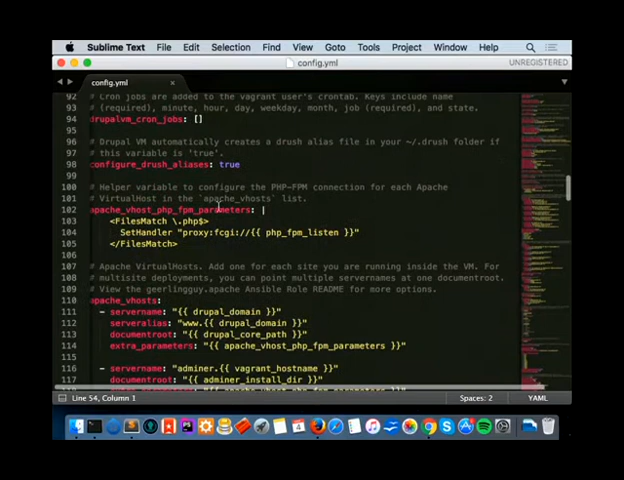 Sublime Text File Edit Selection Find Goto Tools Project Window Help
config.yml UNREGISTERED
config.yml
92 # Cron jobs are added to the vagrant user's crontab. Keys include name
93 # (required), minute, hour, day, weekday, month, job (required), and state.
94 drupalvm_cron_jobs: []
95
96 # Drupal VM automatically creates a drush alias file in your ~/.drush folder if
97 # this variable is 'true'.
98 configure_drush_aliases: true
99
100 # Helper variable to configure the PHP-FPM connection for each Apache
101 # VirtualHost in the `apache_vhosts` list.
102 apache_vhost_php_fpm_parameters: |
103 <FilesMatch \.php$>
104 SetHandler "proxy:fcgi://{{ php_fpm_listen }}"
105 </FilesMatch>
106
107 # Apache VirtualHosts. Add one for each site you are running inside the VM. For
108 # multisite deployments, you can point multiple servernames at one documentroot.
109 # View the geerlingguy.apache Ansible Role README for more options.
110 apache_vhosts:
111 - servername: "{{ drupal_domain }}"
112 serveralias: "www.{{ drupal_domain }}"
113 documentroot: "{{ drupal_core_path }}"
114 extra_parameters: "{{ apache_vhost_php_fpm_parameters }}"
115
116 - servername: "adminer.{{ vagrant_hostname }}"
117 documentroot: "{{ adminer_install_dir }}"
Line 54, Column 1 Spaces: 2 YAML